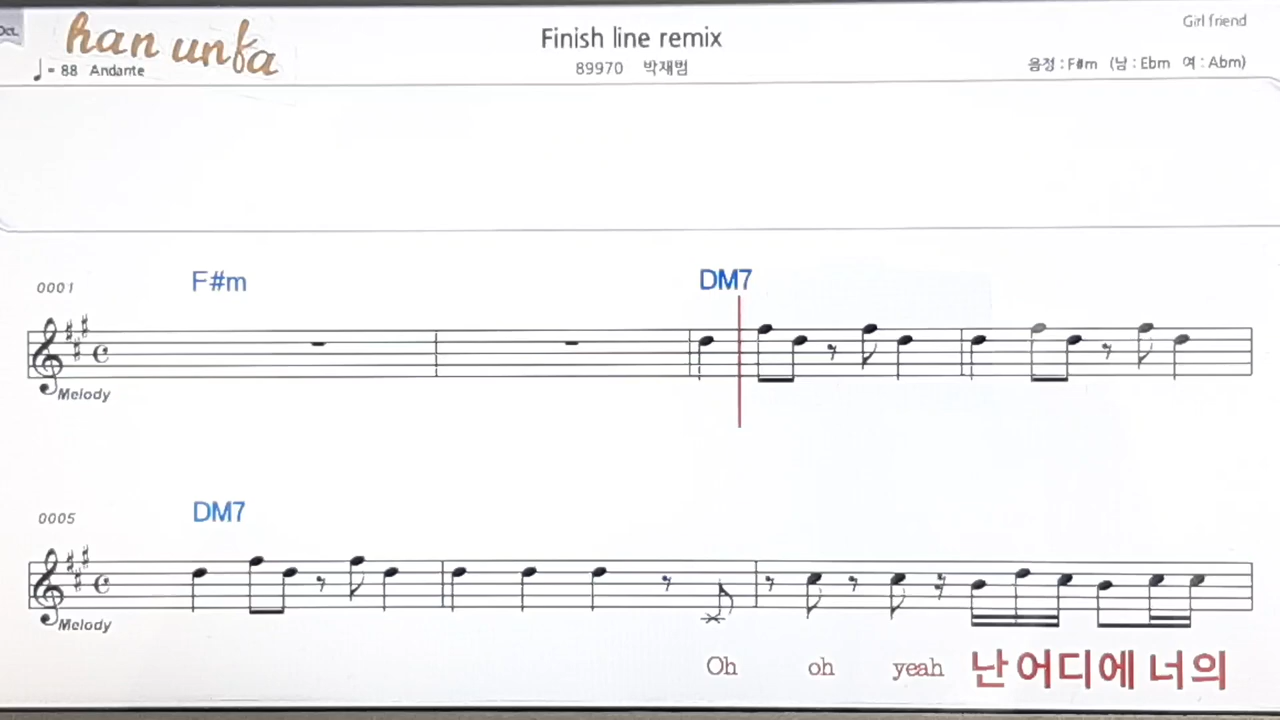 han unfa
Finish line remix
Girl friend
♩= 88 Andante
89970 박재범
음정 : F#m (남 : Ebm 여 : Abm)
0001
F#m DM7
Melody
0005
DM7
Melody
Oh oh yeah 난 어디에 너의